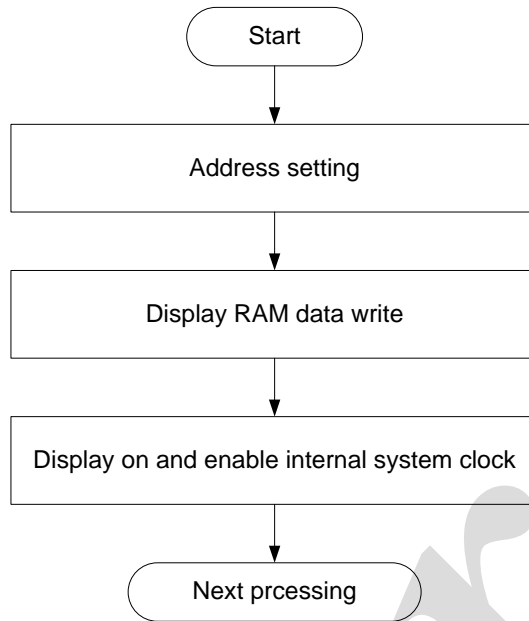 Start
Address setting
Display RAM data write
Display on and enable internal system clock
Next prcessing